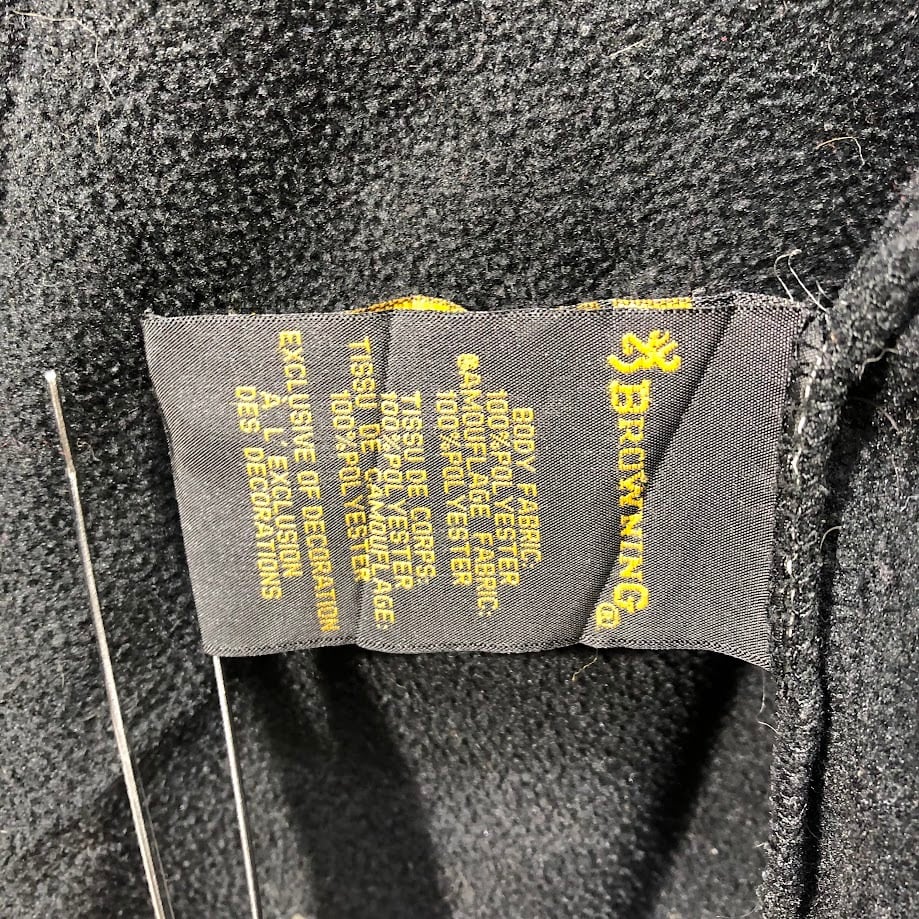 BROWNING®
BODY FABRIC:
100%POLYESTER
CAMOUFLAGE FABRIC:
100%POLYESTER
TISSU DE CORPS:
100%POLYESTER
TISSU DE CAMOUFLAGE:
100%POLYESTER
EXCLUSIVE OF DECORATION
À L'EXCLUSION
DES DECORATIONS